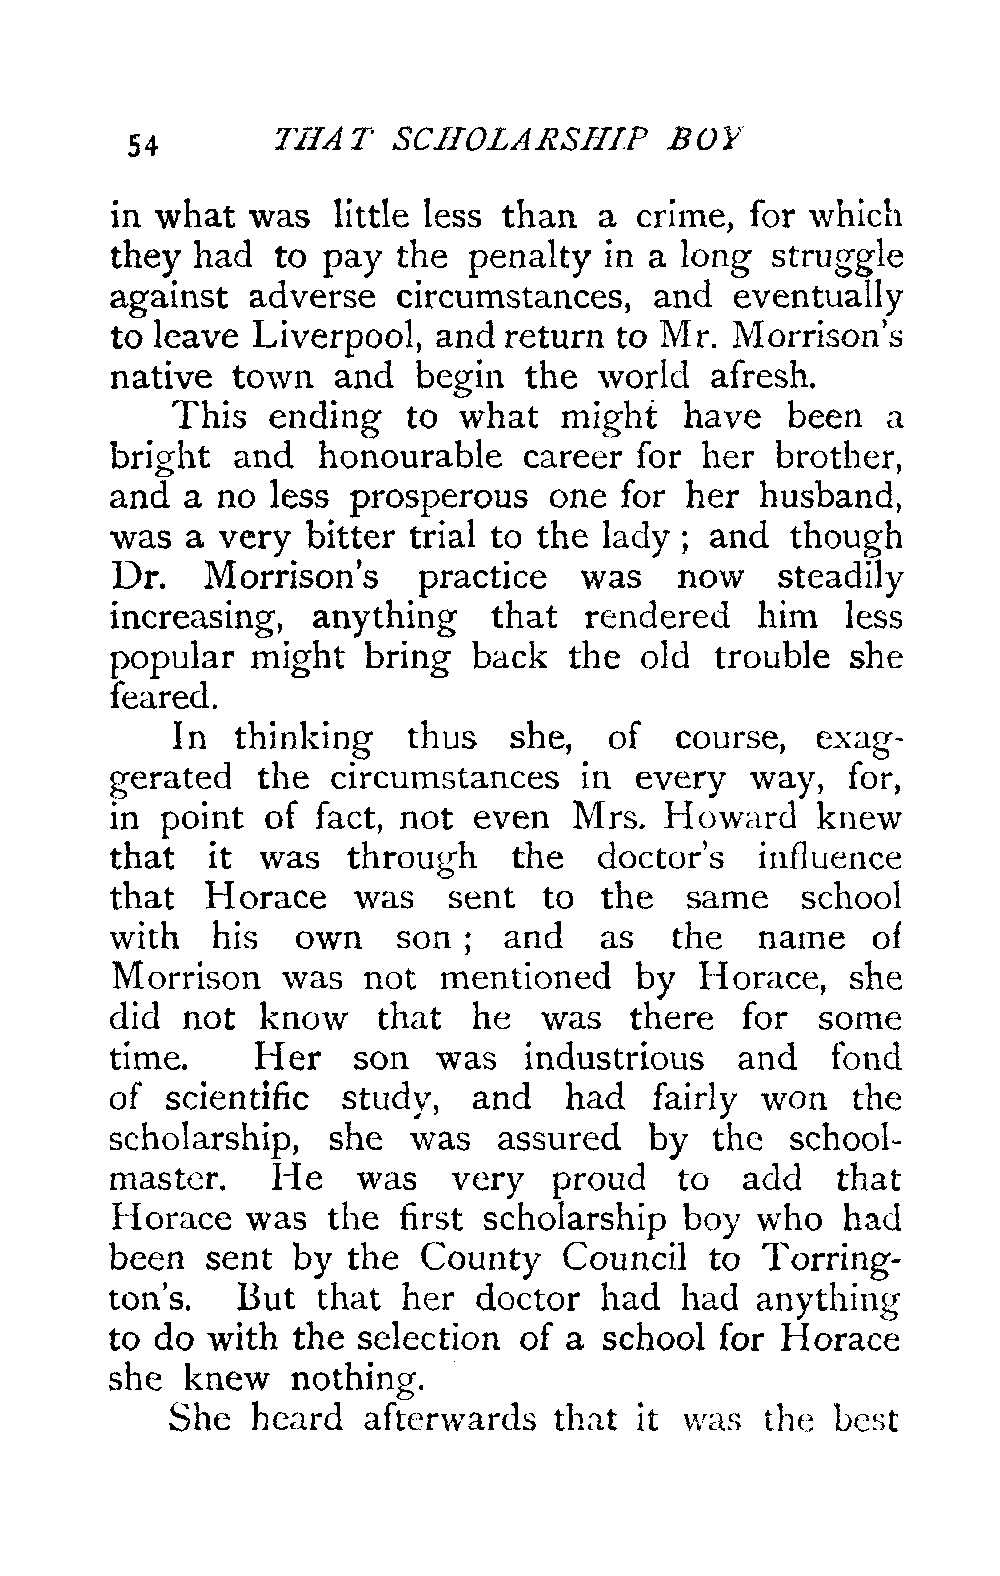 54 THAT SCHOLARSHIP BOY
in what was little less than a crime, for which
they had to pay the penalty in a long struggle
against adverse circumstances, and eventually
to leave Liverpool, and return to Mr. Morrison's
native town and begin the world afresh.
This ending to what might have been a
bright and honourable career for her brother,
and a no less prosperous one for her husband,
was a very bitter trial to the lady ; and though
Dr. Morrison's practice was now steadily
increasing, anything that rendered him less
popular might bring back the old trouble she
feared.
In thinking thus she, of course, exag-
gerated the circumstances in every way, for,
in point of fact, not even Mrs. Howard knew
that it was through the doctor's influence
that Horace was sent to the same school
with his own son ; and as the name of
Morrison was not mentioned by Horace, she
did not know that he was there for some
time. Her son was industrious and fond
of scientific study, and had fairly won the
scholarship, she was assured by the school-
master. He was very proud to add that
Horace was the first scholarship boy who had
been sent by the County Council to Torring-
ton's. But that her doctor had had anything
to do with the selection of a school for Horace
she knew nothing.
She heard afterwards that it was the best